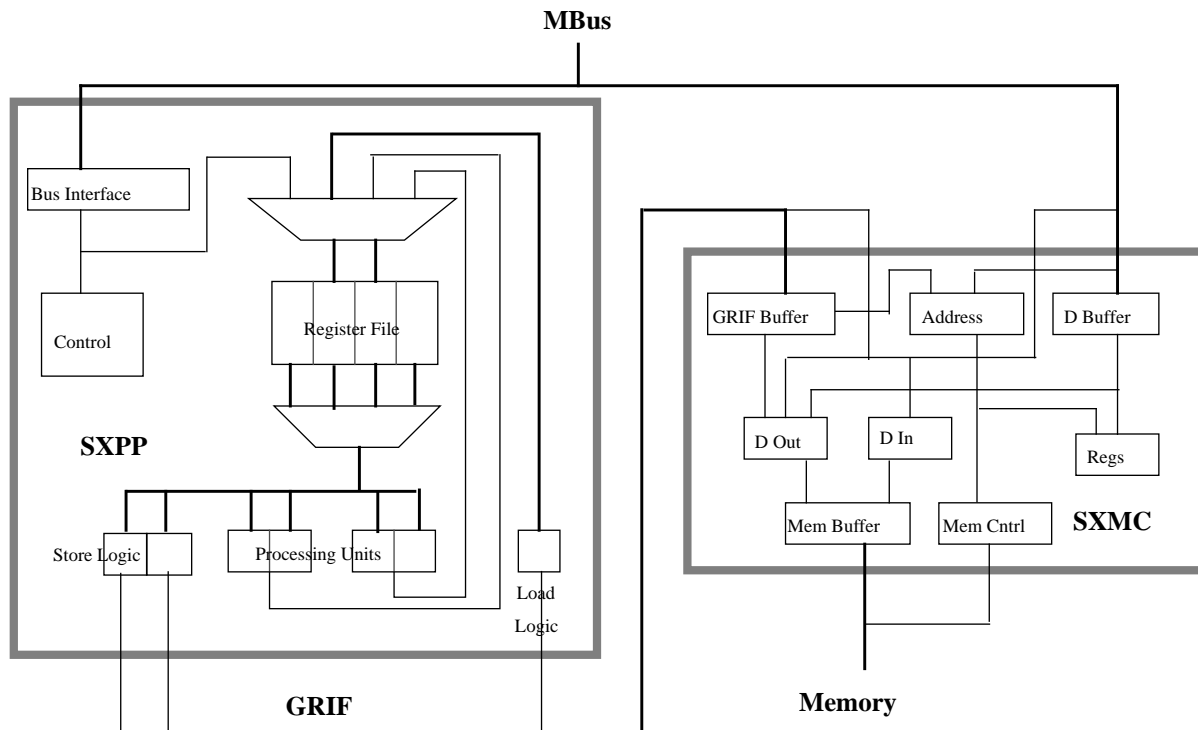 MBus
Bus Interface
Control
Register File
SXPP
Store Logic
Processing Units
Load
Logic
GRIF
GRIF Buffer
Address
D Buffer
D Out
D In
Regs
Mem Buffer
Mem Cntrl
SXMC
Memory